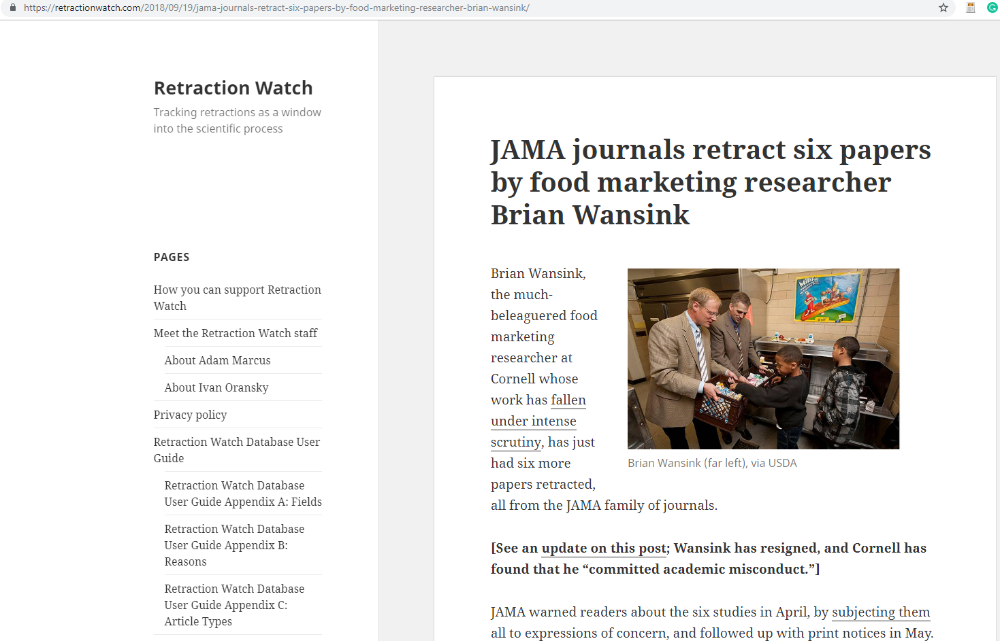 https://retractionwatch.com/2018/09/19/jama-journals-retract-six-papers-by-food-marketing-researcher-brian-wansink/
Retraction Watch
Tracking retractions as a window
into the scientific process
PAGES
How you can support Retraction
Watch
Meet the Retraction Watch staff
About Adam Marcus
About Ivan Oransky
Privacy policy
Retraction Watch Database User
Guide
Retraction Watch Database
User Guide Appendix A: Fields
Retraction Watch Database
User Guide Appendix B:
Reasons
Retraction Watch Database
User Guide Appendix C:
Article Types
JAMA journals retract six papers
by food marketing researcher
Brian Wansink
Brian Wansink,
the much-
beleaguered food
marketing
researcher at
Cornell whose
work has fallen
under intense
scrutiny, has just
had six more
papers retracted,
all from the JAMA family of journals.
Brian Wansink (far left), via USDA
[See an update on this post; Wansink has resigned, and Cornell has
found that he “committed academic misconduct.”]
JAMA warned readers about the six studies in April, by subjecting them
all to expressions of concern, and followed up with print notices in May.